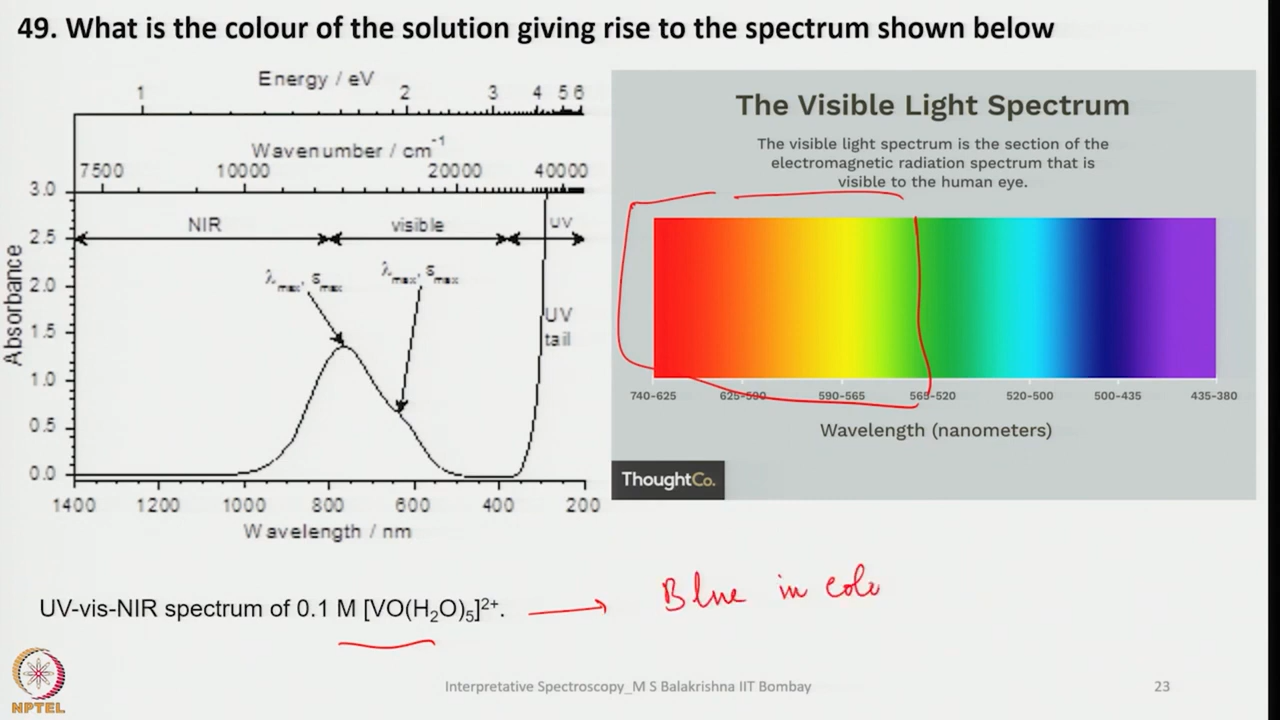 49. What is the colour of the solution giving rise to the spectrum shown below
Energy / eV
1 2 3 4 5 6
Wavenumber / cm⁻¹
7500 10000 20000 40000
3.0
2.5
2.0
1.5
1.0
0.5
0.0
Absorbance
NIR visible UV
λmax, εmax λmax, εmax
UV
tail
1400 1200 1000 800 600 400 200
Wavelength / nm
The Visible Light Spectrum
The visible light spectrum is the section of the
electromagnetic radiation spectrum that is
visible to the human eye.
740-625 625-590 590-565 565-520 520-500 500-435 435-380
Wavelength (nanometers)
ThoughtCo.
UV-vis-NIR spectrum of 0.1 M [VO(H₂O)₅]²⁺.
Blue in colo
NPTEL
Interpretative Spectroscopy_M S Balakrishna IIT Bombay
23